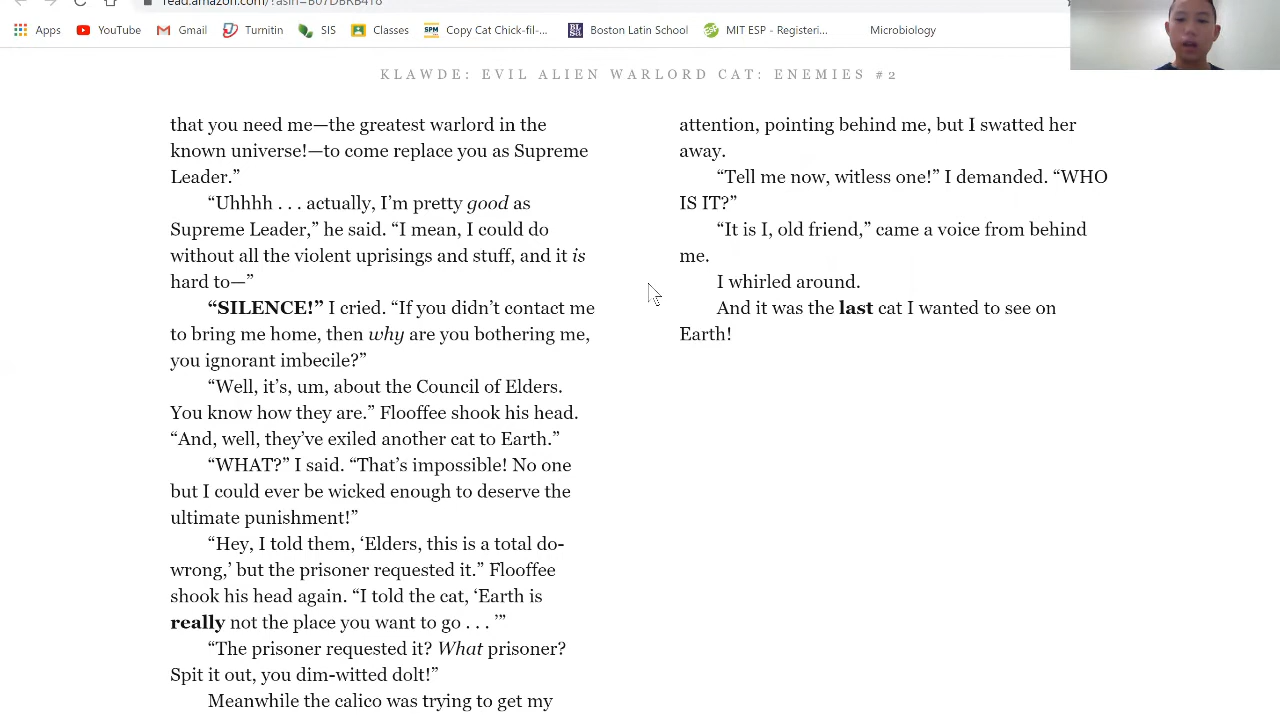 read.amazon.com/?asin=B07DBRB418
Apps YouTube Gmail Turnitin SIS Classes Copy Cat Chick-fil-... Boston Latin School MIT ESP - Registeri... Microbiology
KLAWDE: EVIL ALIEN WARLORD CAT: ENEMIES #2
that you need me—the greatest warlord in the
known universe!—to come replace you as Supreme
Leader.”
“Uhhhh . . . actually, I’m pretty good as
Supreme Leader,” he said. “I mean, I could do
without all the violent uprisings and stuff, and it is
hard to—”
“SILENCE!” I cried. “If you didn’t contact me
to bring me home, then why are you bothering me,
you ignorant imbecile?”
“Well, it’s, um, about the Council of Elders.
You know how they are.” Flooffee shook his head.
“And, well, they’ve exiled another cat to Earth.”
“WHAT?” I said. “That’s impossible! No one
but I could ever be wicked enough to deserve the
ultimate punishment!”
“Hey, I told them, ‘Elders, this is a total do-
wrong,’ but the prisoner requested it.” Flooffee
shook his head again. “I told the cat, ‘Earth is
really not the place you want to go . . . ’”
“The prisoner requested it? What prisoner?
Spit it out, you dim-witted dolt!”
Meanwhile the calico was trying to get my
attention, pointing behind me, but I swatted her
away.
“Tell me now, witless one!” I demanded. “WHO
IS IT?”
“It is I, old friend,” came a voice from behind
me.
I whirled around.
And it was the last cat I wanted to see on
Earth!